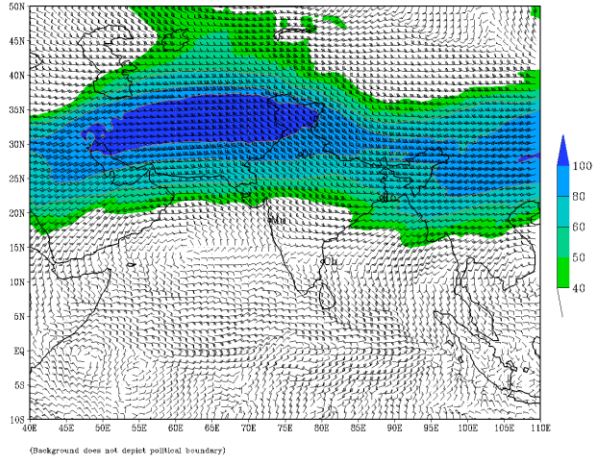 50N
45N
40N
35N
30N
25N
20N
15N
10N
5N
EQ
5S
10S
40E 45E 50E 55E 60E 65E 70E 75E 80E 85E 90E 95E 100E 105E 110E
100
80
60
50
40
Mu
Ch
(Background does not depict political boundary)